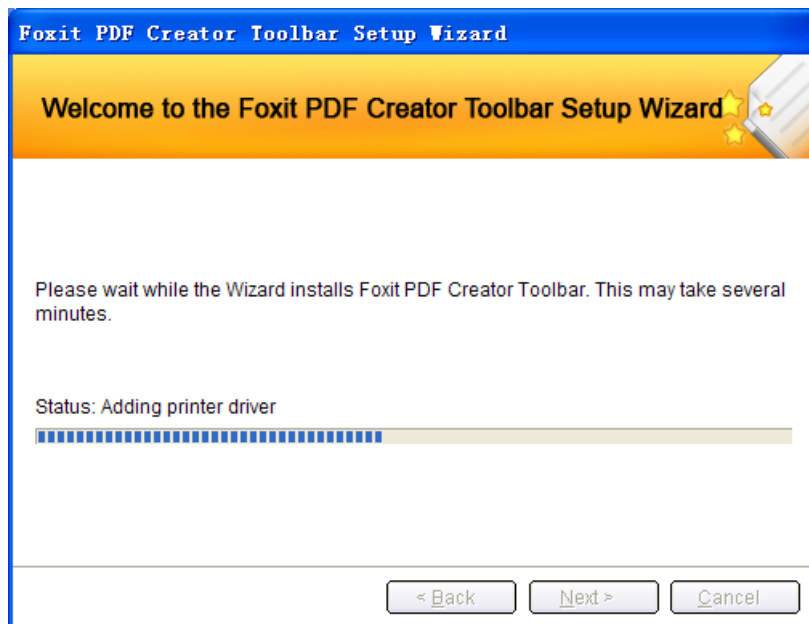 Foxit PDF Creator Toolbar Setup Wizard
Welcome to the Foxit PDF Creator Toolbar Setup Wizard
Please wait while the Wizard installs Foxit PDF Creator Toolbar. This may take several
minutes.
Status: Adding printer driver
< Back
Next >
Cancel